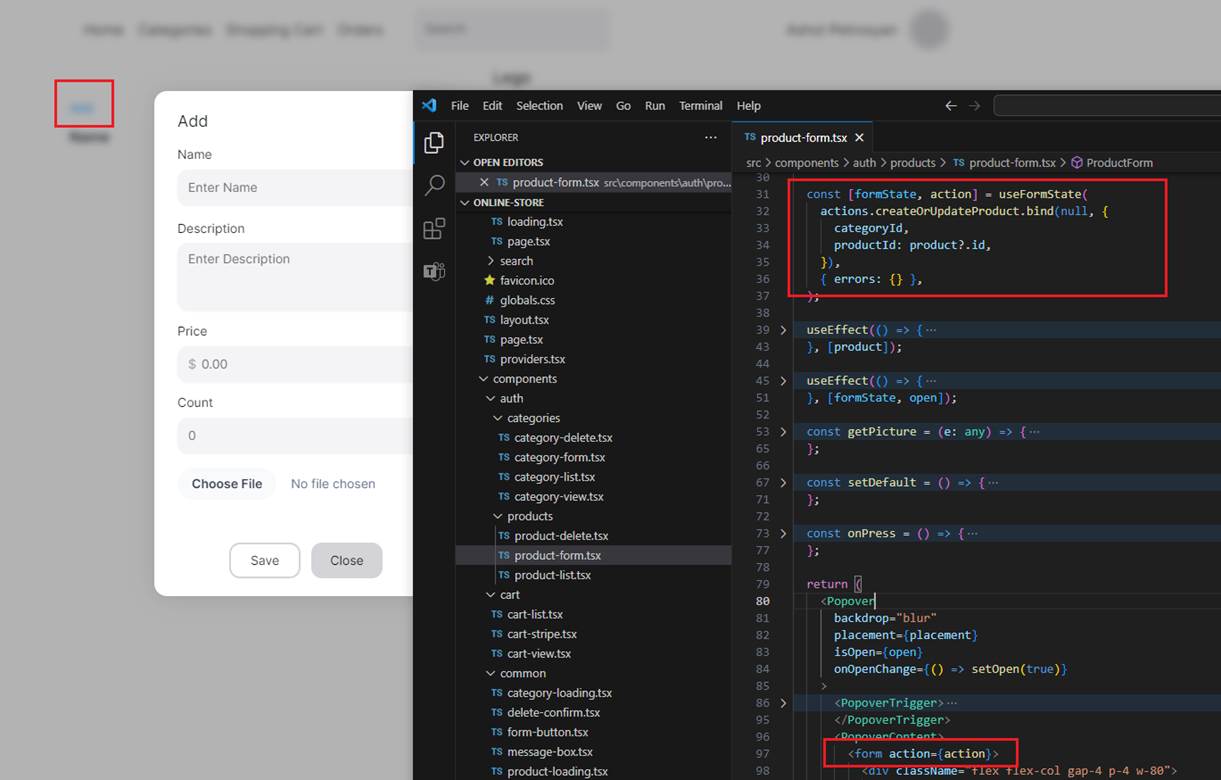 Home Categories Shopping Cart Orders
Search
Logo
Name
Add
Name
Enter Name
Description
Enter Description
Price
$ 0.00
Count
0
Choose File No file chosen
Save Close
File Edit Selection View Go Run Terminal Help
EXPLORER
OPEN EDITORS
TS product-form.tsx src\components\auth\pro...
ONLINE-STORE
TS loading.tsx
TS page.tsx
search
favicon.ico
# globals.css
TS layout.tsx
TS page.tsx
TS providers.tsx
components
auth
categories
TS category-delete.tsx
TS category-form.tsx
TS category-list.tsx
TS category-view.tsx
products
TS product-delete.tsx
TS product-form.tsx
TS product-list.tsx
cart
TS cart-list.tsx
TS cart-stripe.tsx
TS cart-view.tsx
common
TS category-loading.tsx
TS delete-confirm.tsx
TS form-button.tsx
TS message-box.tsx
TS product-loading.tsx
TS product-form.tsx
src > components > auth > products > TS product-form.tsx > ProductForm
30
31 const [formState, action] = useFormState(
32 actions.createOrUpdateProduct.bind(null, {
33 categoryId,
34 productId: product?.id,
35 }),
36 { errors: {} },
37 );
38
39 > useEffect(() => { ...
43 }, [product]);
44
45 > useEffect(() => { ...
51 }, [formState, open]);
52
53 > const getPicture = (e: any) => { ...
65 };
66
67 > const setDefault = () => { ...
71 };
72
73 > const onPress = () => { ...
77 };
78
79 return (
80 <Popover
81 backdrop="blur"
82 placement={placement}
83 isOpen={open}
84 onOpenChange={() => setOpen(true)}
85 >
86 > <PopoverTrigger> ...
95 </PopoverTrigger>
96 <PopoverContent>
97 <form action={action}>
98 <div className="flex flex-col gap-4 p-4 w-80">